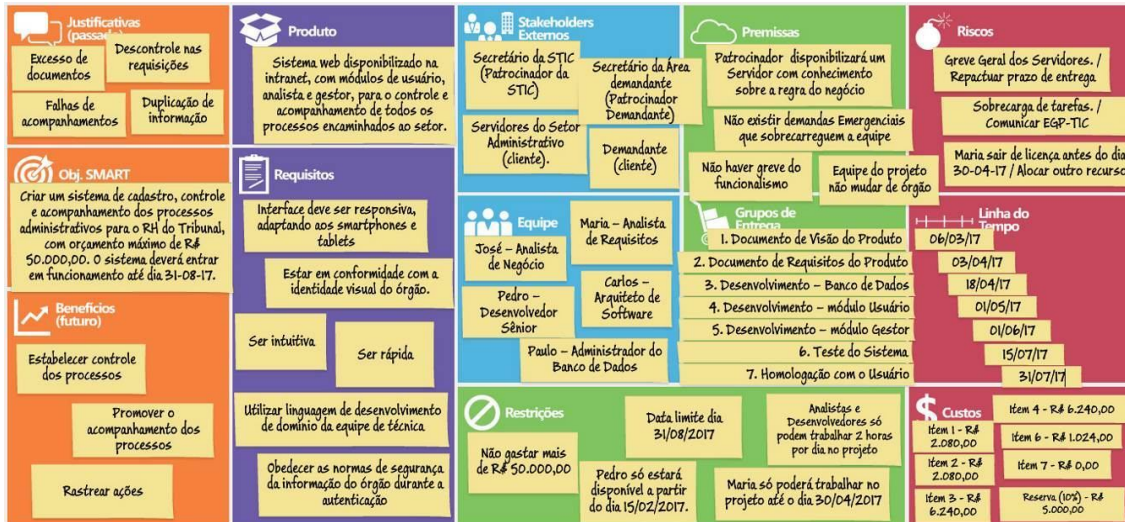 Justificativas
(passado)
Excesso de
documentos
Descontrole nas
requisições
Falhas de
acompanhamentos
Duplicação de
informação
Obj. SMART
Criar um sistema de cadastro, controle
e acompanhamento dos processos
administrativos para o RH do Tribunal,
com orçamento máximo de R$
50.000,00. O sistema deverá entrar
em funcionamento até dia 31-08-17.
Benefícios
(futuro)
Estabelecer controle
dos processos
Promover o
acompanhamento dos
processos
Rastrear ações
Produto
Sistema web disponibilizado na
intranet, com módulos de usuário,
analista e gestor, para o controle e
acompanhamento de todos os
processos encaminhados ao setor.
Requisitos
Interface deve ser responsiva,
adaptando aos smartphones e
tablets
Estar em conformidade com a
identidade visual do órgão.
Ser intuitiva
Ser rápida
Utilizar linguagem de desenvolvimento
de domínio da equipe de técnica
Obedecer as normas de segurança
da informação do órgão durante a
autenticação
Stakeholders
Externos
Secretário da STIC
(Patrocinador da
STIC)
Secretário da Área
demandante
(Patrocinador
Demandante)
Servidores do Setor
Administrativo
(cliente).
Demandante
(cliente)
Equipe
José – Analista
de Negócio
Maria – Analista
de Requisitos
Pedro –
Desenvolvedor
Sênior
Carlos –
Arquiteto de
Software
Paulo – Administrador do
Banco de Dados
Premissas
Patrocinador disponibilizará um
Servidor com conhecimento
sobre a regra do negócio
Não existir demandas Emergenciais
que sobrecarreguem a equipe
Não haver greve do
funcionalismo
Equipe do projeto
não mudar de órgão
Grupos de
Entrega
1. Documento de Visão do Produto
2. Documento de Requisitos do Produto
3. Desenvolvimento – Banco de Dados
4. Desenvolvimento – módulo Usuário
5. Desenvolvimento – módulo Gestor
6. Teste do Sistema
7. Homologação com o Usuário
Riscos
Greve Geral dos Servidores. /
Repactuar prazo de entrega
Sobrecarga de tarefas. /
Comunicar EGP-TIC
Maria sair de licença antes do dia
30-04-17 / Alocar outro recurso
Linha do
Tempo
06/03/17
03/04/17
18/04/17
01/05/17
01/06/17
15/07/17
31/07/17
Restrições
Não gastar mais
de R$ 50.000,00
Data limite dia
31/08/2017
Pedro só estará
disponível a partir
do dia 15/02/2017.
Analistas e
Desenvolvedores só
podem trabalhar 2 horas
por dia no projeto
Maria só poderá trabalhar no
projeto até o dia 30/04/2017
Custos
Item 1 - R$
2.080,00
Item 2 - R$
2.080,00
Item 3 - R$
6.240,00
Item 4 - R$ 6.240,00
Item 6 - R$ 1.024,00
Item 7 - R$ 0,00
Reserva (10%) - R$
5.000,00